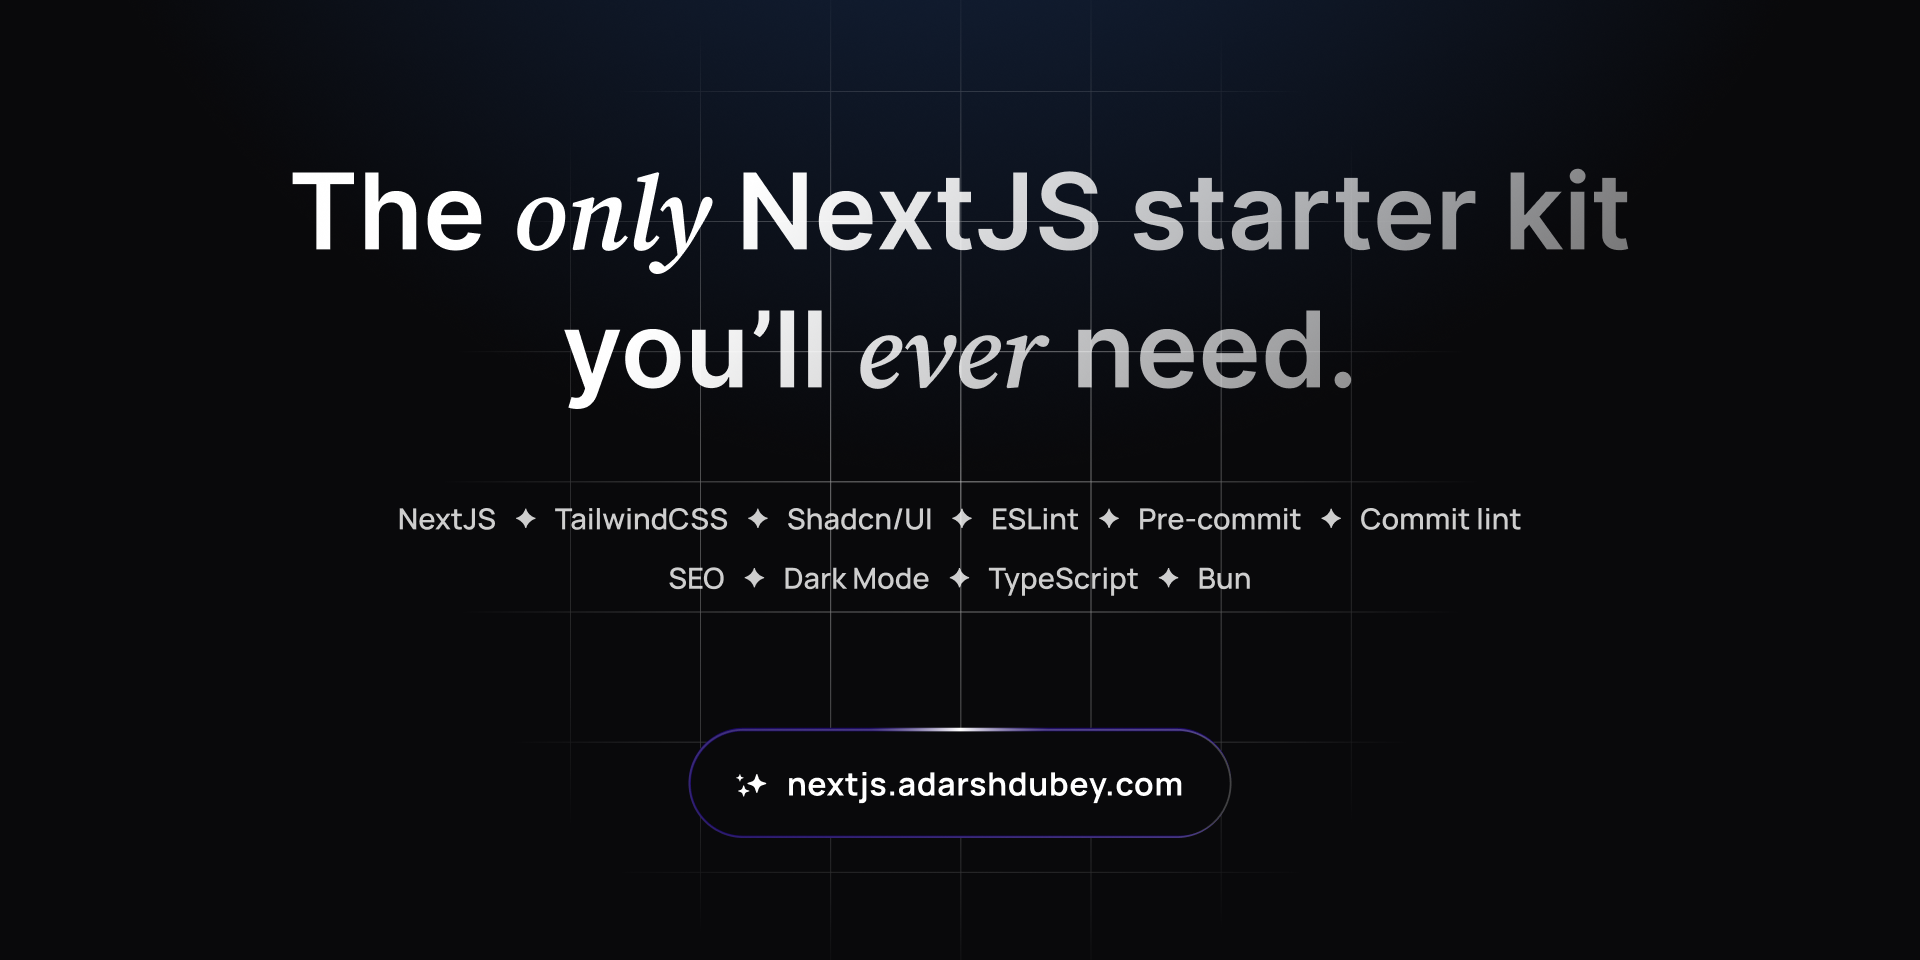 The only NextJS starter kit
you’ll ever need.
NextJS ✦ TailwindCSS ✦ Shadcn/UI ✦ ESLint ✦ Pre-commit ✦ Commit lint
SEO ✦ Dark Mode ✦ TypeScript ✦ Bun
nextjs.adarshdubey.com